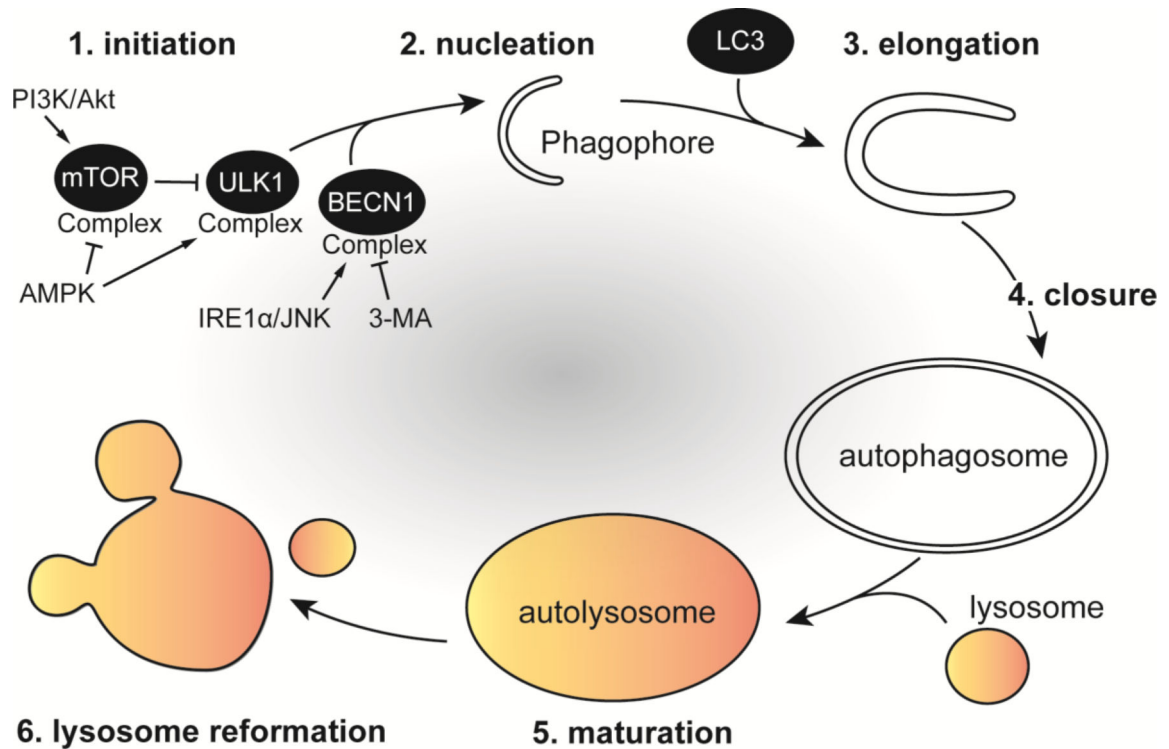 1. initiation
2. nucleation
LC3
3. elongation
PI3K/Akt
mTOR
Complex
ULK1
Complex
BECN1
Complex
Phagophore
AMPK
IRE1α/JNK
3-MA
4. closure
autophagosome
lysosome
autolysosome
5. maturation
6. lysosome reformation